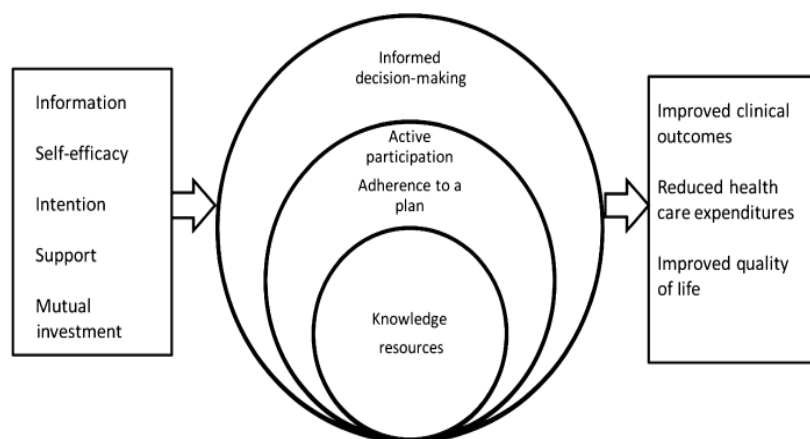 Information
Self-efficacy
Intention
Support
Mutual
investment
Informed
decision-making
Active
participation
Adherence to a
plan
Knowledge
resources
Improved clinical
outcomes
Reduced health
care expenditures
Improved quality
of life